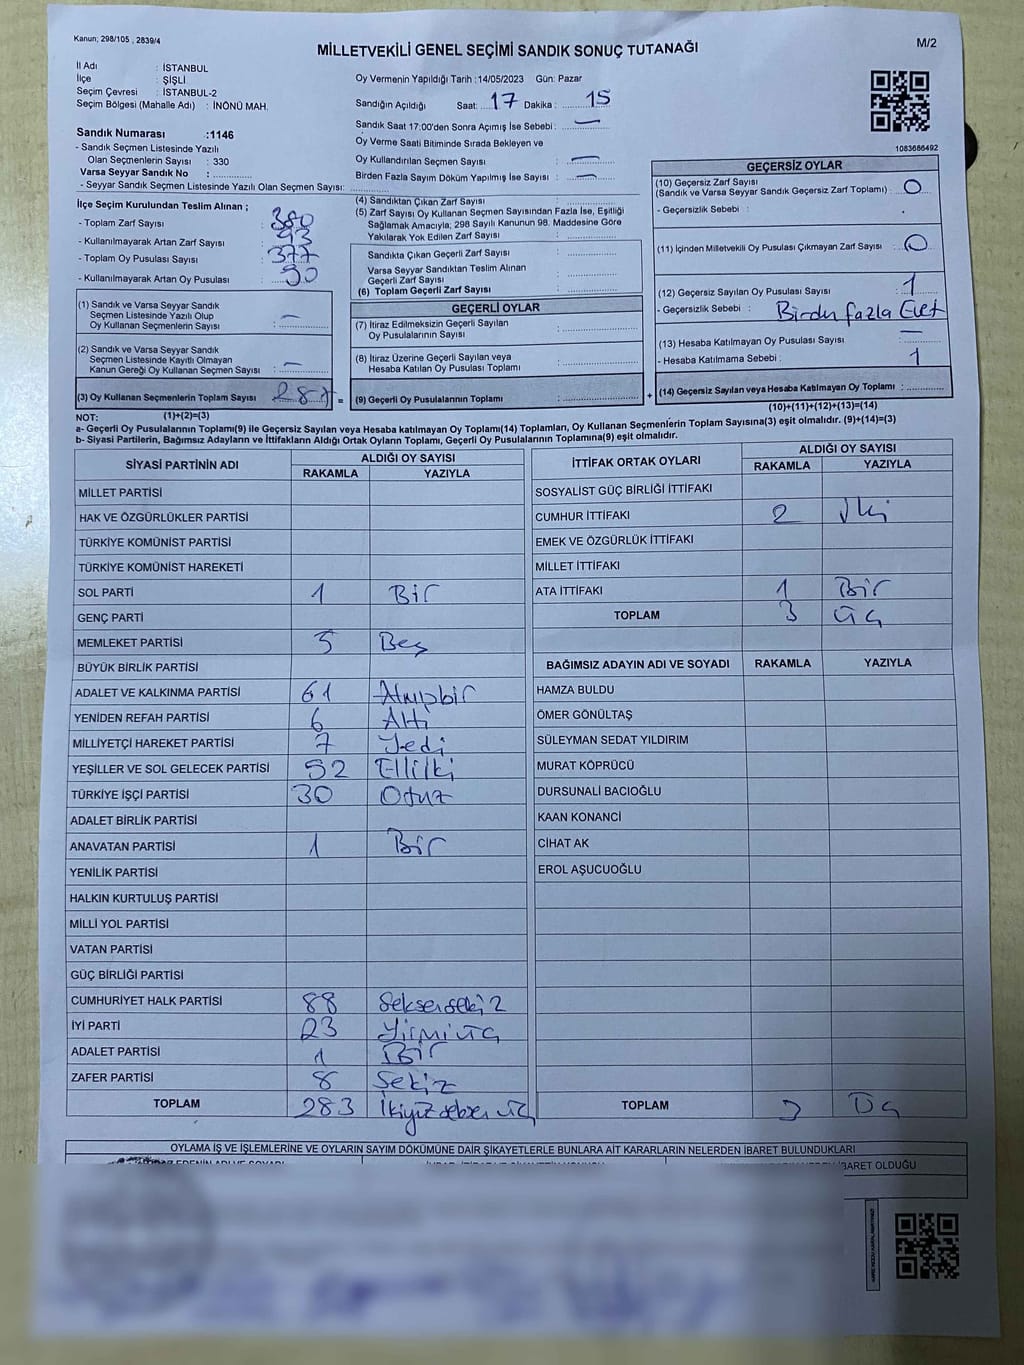 Kanun; 298/105 , 2839/4
MİLLETVEKİLİ GENEL SEÇİMİ SANDIK SONUÇ TUTANAĞI
M/2
İl Adı : İSTANBUL
İlçe : ŞİŞLİ
Seçim Çevresi : İSTANBUL-2
Seçim Bölgesi (Mahalle Adı) : İNÖNÜ MAH.
Sandık Numarası :1146
- Sandık Seçmen Listesinde Yazılı
Olan Seçmenlerin Sayısı : 330
Varsa Seyyar Sandık No :
- Seyyar Sandık Seçmen Listesinde Yazılı Olan Seçmen Sayısı:
Oy Vermenin Yapıldığı Tarih :14/05/2023 Gün: Pazar
Sandığın Açıldığı Saat: 17 Dakika : 15
Sandık Saat 17:00'den Sonra Açımış İse Sebebi : —
Oy Verme Saati Bitiminde Sırada Bekleyen ve
Oy Kullandırılan Seçmen Sayısı : —
Birden Fazla Sayım Döküm Yapılmış İse Sayısı : —
1083686492
İlçe Seçim Kurulundan Teslim Alınan ;
- Toplam Zarf Sayısı : 380
- Kullanılmayarak Artan Zarf Sayısı : 93
- Toplam Oy Pusulası Sayısı : 377
- Kullanılmayarak Artan Oy Pusulası : 90
(1) Sandık ve Varsa Seyyar Sandık
Seçmen Listesinde Yazılı Olup
Oy Kullanan Seçmenlerin Sayısı : —
(2) Sandık ve Varsa Seyyar Sandık
Seçmen Listesinde Kayıtlı Olmayan
Kanun Gereği Oy Kullanan Seçmen Sayısı : —
(3) Oy Kullanan Seçmenlerin Toplam Sayısı : 287
(1)+(2)=(3)
(4) Sandıktan Çıkan Zarf Sayısı :
(5) Zarf Sayısı Oy Kullanan Seçmen Sayısından Fazla İse, Eşitliği
Sağlamak Amacıyla; 298 Sayılı Kanunun 98. Maddesine Göre
Yakılarak Yok Edilen Zarf Sayısı :
Sandıkta Çıkan Geçerli Zarf Sayısı :
Varsa Seyyar Sandıktan Teslim Alınan
Geçerli Zarf Sayısı :
(6) Toplam Geçerli Zarf Sayısı :
GEÇERLİ OYLAR
(7) İtiraz Edilmeksizin Geçerli Sayılan
Oy Pusulalarının Sayısı :
(8) İtiraz Üzerine Geçerli Sayılan veya
Hesaba Katılan Oy Pusulası Toplamı :
= (9) Geçerli Oy Pusulalarının Toplamı :
GEÇERSİZ OYLAR
(10) Geçersiz Zarf Sayısı
(Sandık ve Varsa Seyyar Sandık Geçersiz Zarf Toplamı) : 0
- Geçersizlik Sebebi :
(11) İçinden Milletvekili Oy Pusulası Çıkmayan Zarf Sayısı : 0
(12) Geçersiz Sayılan Oy Pusulası Sayısı : 1
- Geçersizlik Sebebi : Birden fazla Evet
(13) Hesaba Katılmayan Oy Pusulası Sayısı : —
- Hesaba Katılmama Sebebi : 1
+ (14) Geçersiz Sayılan veya Hesaba Katılmayan Oy Toplamı :
(10)+(11)+(12)+(13)=(14)
NOT:
a- Geçerli Oy Pusulalarının Toplamı(9) ile Geçersiz Sayılan veya Hesaba katılmayan Oy Toplamı(14) Toplamları, Oy Kullanan Seçmenlerin Toplam Sayısına(3) eşit olmalıdır. (9)+(14)=(3)
b- Siyasi Partilerin, Bağımsız Adayların ve İttifakların Aldığı Ortak Oyların Toplamı, Geçerli Oy Pusulalarının Toplamına(9) eşit olmalıdır.
SİYASİ PARTİNİN ADI ALDIĞI OY SAYISI
RAKAMLA YAZIYLA
MİLLET PARTİSİ
HAK VE ÖZGÜRLÜKLER PARTİSİ
TÜRKİYE KOMÜNİST PARTİSİ
TÜRKİYE KOMÜNİST HAREKETİ
SOL PARTİ 1 Bir
GENÇ PARTİ
MEMLEKET PARTİSİ 5 Beş
BÜYÜK BİRLİK PARTİSİ
ADALET VE KALKINMA PARTİSİ 61 Atmışbir
YENİDEN REFAH PARTİSİ 6 Altı
MİLLİYETÇİ HAREKET PARTİSİ 7 Yedi
YEŞİLLER VE SOL GELECEK PARTİSİ 52 Elliiki
TÜRKİYE İŞÇİ PARTİSİ 30 Otuz
ADALET BİRLİK PARTİSİ
ANAVATAN PARTİSİ 1 Bir
YENİLİK PARTİSİ
HALKIN KURTULUŞ PARTİSİ
MİLLİ YOL PARTİSİ
VATAN PARTİSİ
GÜÇ BİRLİĞİ PARTİSİ
CUMHURİYET HALK PARTİSİ 88 Seksensekiz
İYİ PARTİ 23 Yirmiüç
ADALET PARTİSİ 1 Bir
ZAFER PARTİSİ 8 Sekiz
TOPLAM 283 İkiyüzseksenüç
İTTİFAK ORTAK OYLARI ALDIĞI OY SAYISI
RAKAMLA YAZIYLA
SOSYALİST GÜÇ BİRLİĞİ İTTİFAKI
CUMHUR İTTİFAKI 2 İki
EMEK VE ÖZGÜRLÜK İTTİFAKI
MİLLET İTTİFAKI
ATA İTTİFAKI 1 Bir
TOPLAM 3 Üç
BAĞIMSIZ ADAYIN ADI VE SOYADI RAKAMLA YAZIYLA
HAMZA BULDU
ÖMER GÖNÜLTAŞ
SÜLEYMAN SEDAT YILDIRIM
MURAT KÖPRÜCÜ
DURSUNALİ BACIOĞLU
KAAN KONANCİ
CİHAT AK
EROL AŞUCUOĞLU
TOPLAM 3 Üç
OYLAMA İŞ VE İŞLEMLERİNE VE OYLARIN SAYIM DÖKÜMÜNE DAİR ŞİKAYETLERLE BUNLARA AİT KARARLARIN NELERDEN İBARET BULUNDUKLARI